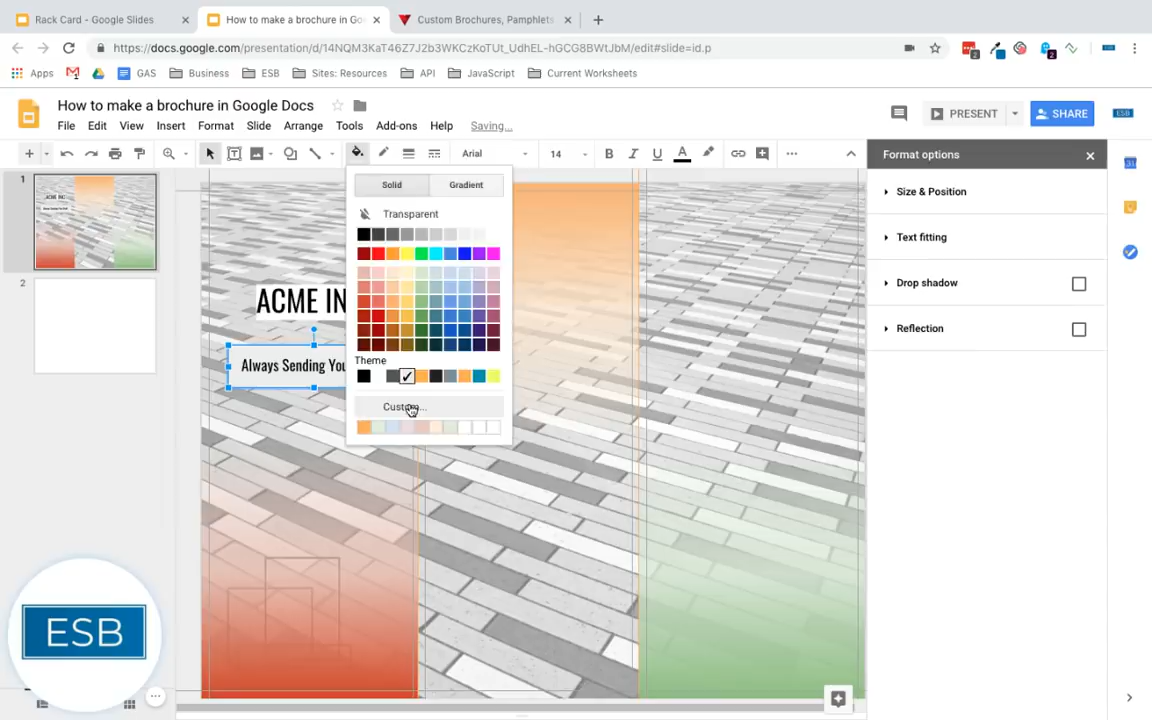 Rack Card - Google Slides
How to make a brochure in Go
Custom Brochures, Pamphlets
https://docs.google.com/presentation/d/14NQM3KaT46Z7J2b3WKCzKoTUt_UdhEL-hGCG8BWtJbM/edit#slide=id.p
Apps
GAS
Business
ESB
Sites: Resources
API
JavaScript
Current Worksheets
How to make a brochure in Google Docs
PRESENT
SHARE
ESB
File Edit View Insert Format Slide Arrange Tools Add-ons Help Saving...
Arial
14
Format options
1
Solid
Gradient
Size & Position
Transparent
Text fitting
2
Drop shadow
ACME IN
Reflection
Always Sending You
Theme
Custom...
ESB